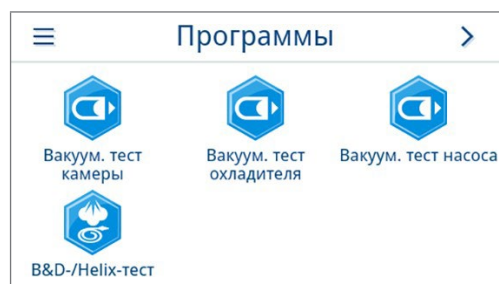 Программы
Вакуум. тест
камеры
Вакуум. тест
охладителя
Вакуум. тест насоса
B&D-/Helix-тест